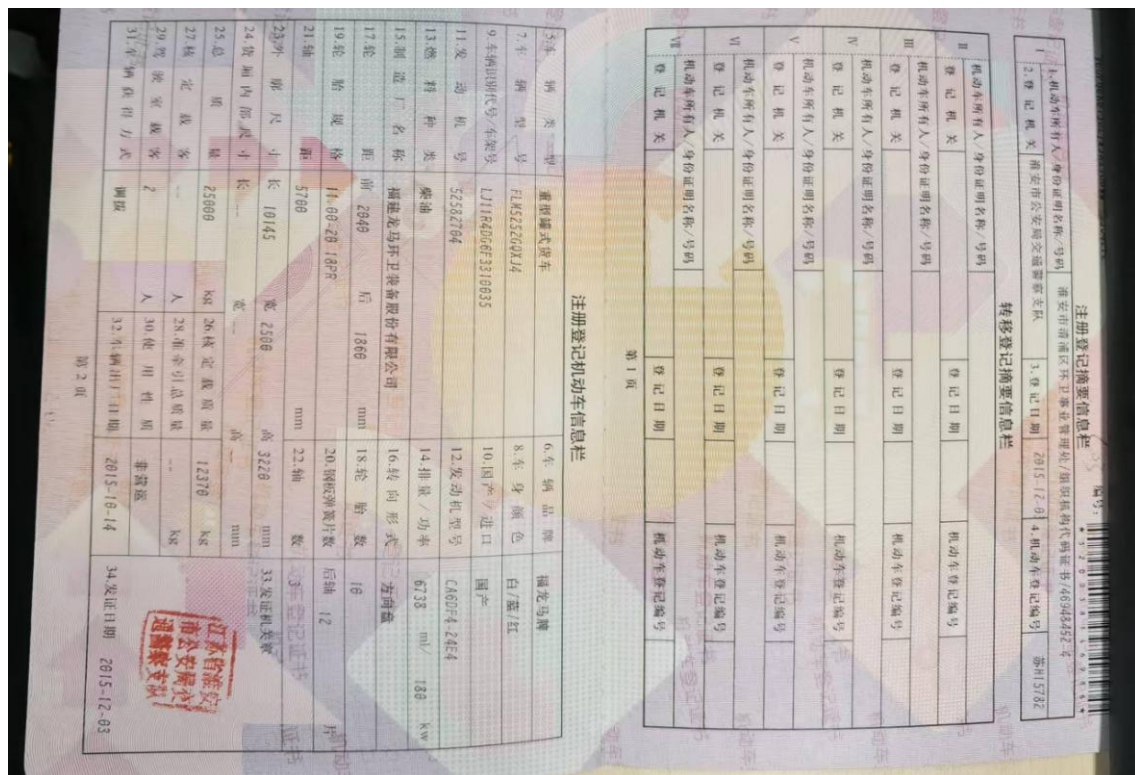 编号:
注册登记摘要信息栏
1 1.机动车所有人/身份证明名称/号码 淮安市清浦区环卫事业管理处/组织机构代码证书/46948452-4
2.登记机关 淮安市公安局交通警察支队 3.登记日期 2015-12-03 4.机动车登记编号 苏H15782
转移登记摘要信息栏
II 机动车所有人/身份证明名称/号码
登记机关 登记日期 机动车登记编号
III 机动车所有人/身份证明名称/号码
登记机关 登记日期 机动车登记编号
IV 机动车所有人/身份证明名称/号码
登记机关 登记日期 机动车登记编号
V 机动车所有人/身份证明名称/号码
登记机关 登记日期 机动车登记编号
VI 机动车所有人/身份证明名称/号码
登记机关 登记日期 机动车登记编号
VII 机动车所有人/身份证明名称/号码
登记机关 登记日期 机动车登记编号
第 1 页
注册登记机动车信息栏
5.车辆类型 重型罐式货车 6.车辆品牌 福龙马牌
7.车辆型号 FLM5252GQXJ4 8.车身颜色 白/蓝/红
9.车辆识别代号/车架号 LJ11R4DG6F3310035 10.国产/进口 国产
11.发动机号 52582704 12.发动机型号 CA6DF4-24E4
13.燃料种类 柴油 14.排量/功率 6738 ml/ 180 kw
15.制造厂名称 福建龙马环卫装备股份有限公司 16.转向形式 方向盘
17.轮距 前 2040 后 1860 mm 18.轮胎数 10
19.轮胎规格 11.00-20 18PR 20.钢板弹簧片数 后轴 12 片
21.轴距 5700 mm 22.轴数 3
23.外廓尺寸 长 10145 宽 2500 高 3220 mm 33.发证机关章
24.货厢内部尺寸 长 -- 宽 -- 高 -- mm
25.总质量 25000 kg 26.核定载质量 12370 kg
27.核定载客 -- 人 28.准牵引总质量 -- kg
29.驾驶室载客 2 人 30.使用性质 非营运
31.车辆获得方式 调拨 32.车辆出厂日期 2015-10-14 34.发证日期 2015-12-03
江苏省淮安
市公安局交
通警察支队
第 2 页